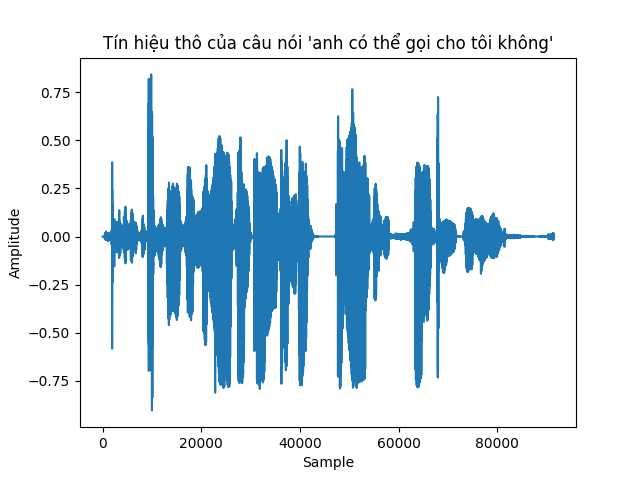 Tín hiệu thô của câu nói 'anh có thể gọi cho tôi không'
0.75
0.50
0.25
0.00
−0.25
−0.50
−0.75
Amplitude
0 20000 40000 60000 80000
Sample